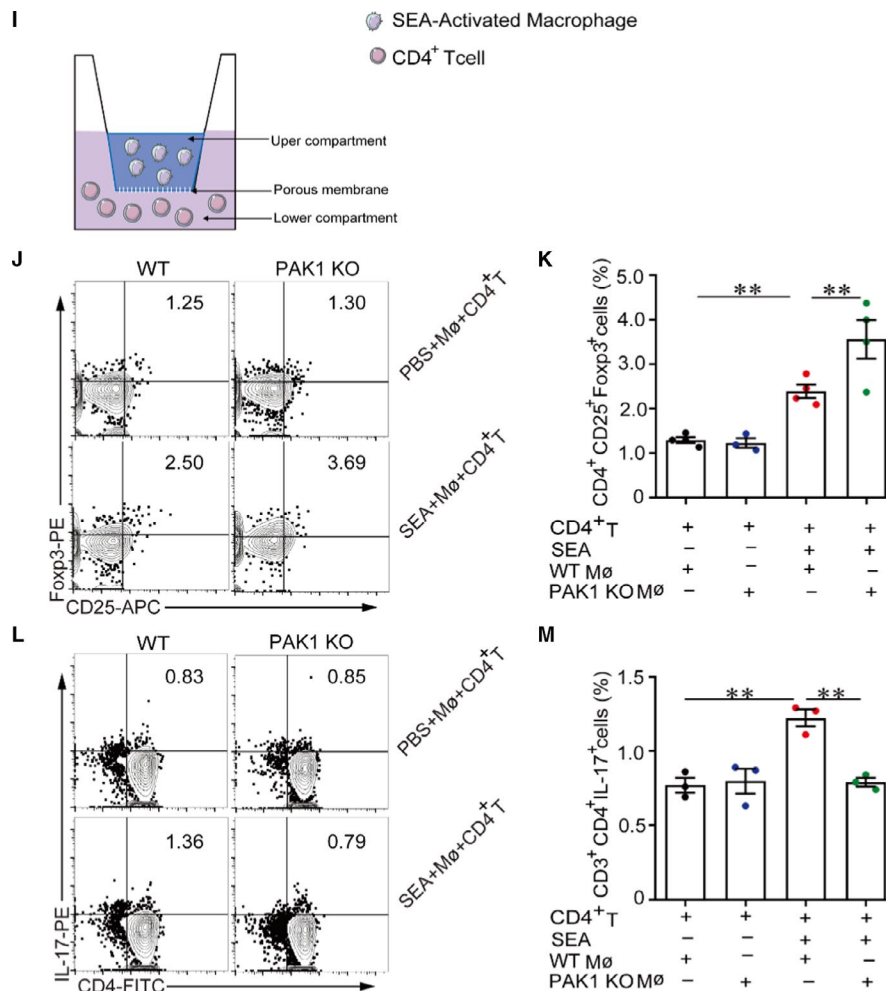 I
SEA-Activated Macrophage
CD4⁺ Tcell
Uper compartment
Porous membrane
Lower compartment
J
WT
PAK1 KO
1.25
1.30
PBS+Mø+CD4⁺T
2.50
3.69
SEA+Mø+CD4⁺T
Foxp3-PE
CD25-APC
K
CD4⁺ CD25⁺Foxp3⁺cells (%)
5.0
4.0
3.0
2.0
1.0
0
** **
CD4⁺T + + + +
SEA − − + +
WT Mø + − + −
PAK1 KO Mø − + − +
L
WT
PAK1 KO
0.83
0.85
PBS+Mø+CD4⁺T
1.36
0.79
SEA+Mø+CD4⁺T
IL-17-PE
CD4-FITC
M
CD3⁺CD4⁺IL-17⁺cells (%)
1.5
1.0
0.5
0
** **
CD4⁺T + + + +
SEA − − + +
WT Mø + − + −
PAK1 KO Mø − + − +